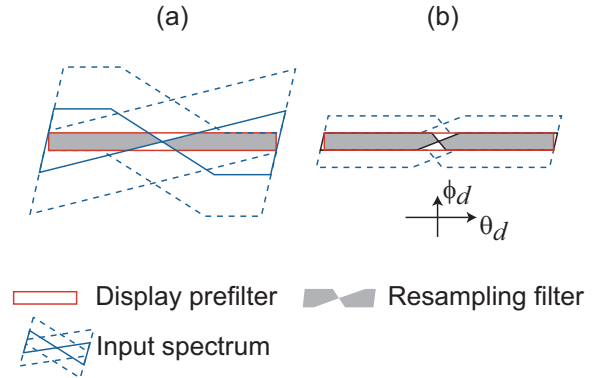 (a) (b)
ϕd
θd
Display prefilter Resampling filter
Input spectrum